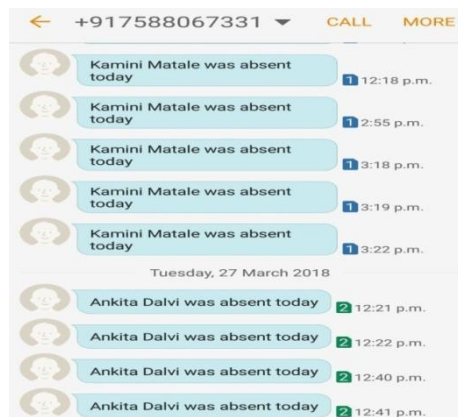 +917588067331 CALL MORE
Kamini Matale was absent
today
1 12:18 p.m.
Kamini Matale was absent
today
1 2:55 p.m.
Kamini Matale was absent
today
1 3:18 p.m.
Kamini Matale was absent
today
1 3:19 p.m.
Kamini Matale was absent
today
1 3:22 p.m.
Tuesday, 27 March 2018
Ankita Dalvi was absent today
2 12:21 p.m.
Ankita Dalvi was absent today
2 12:22 p.m.
Ankita Dalvi was absent today
2 12:40 p.m.
Ankita Dalvi was absent today
2 12:41 p.m.